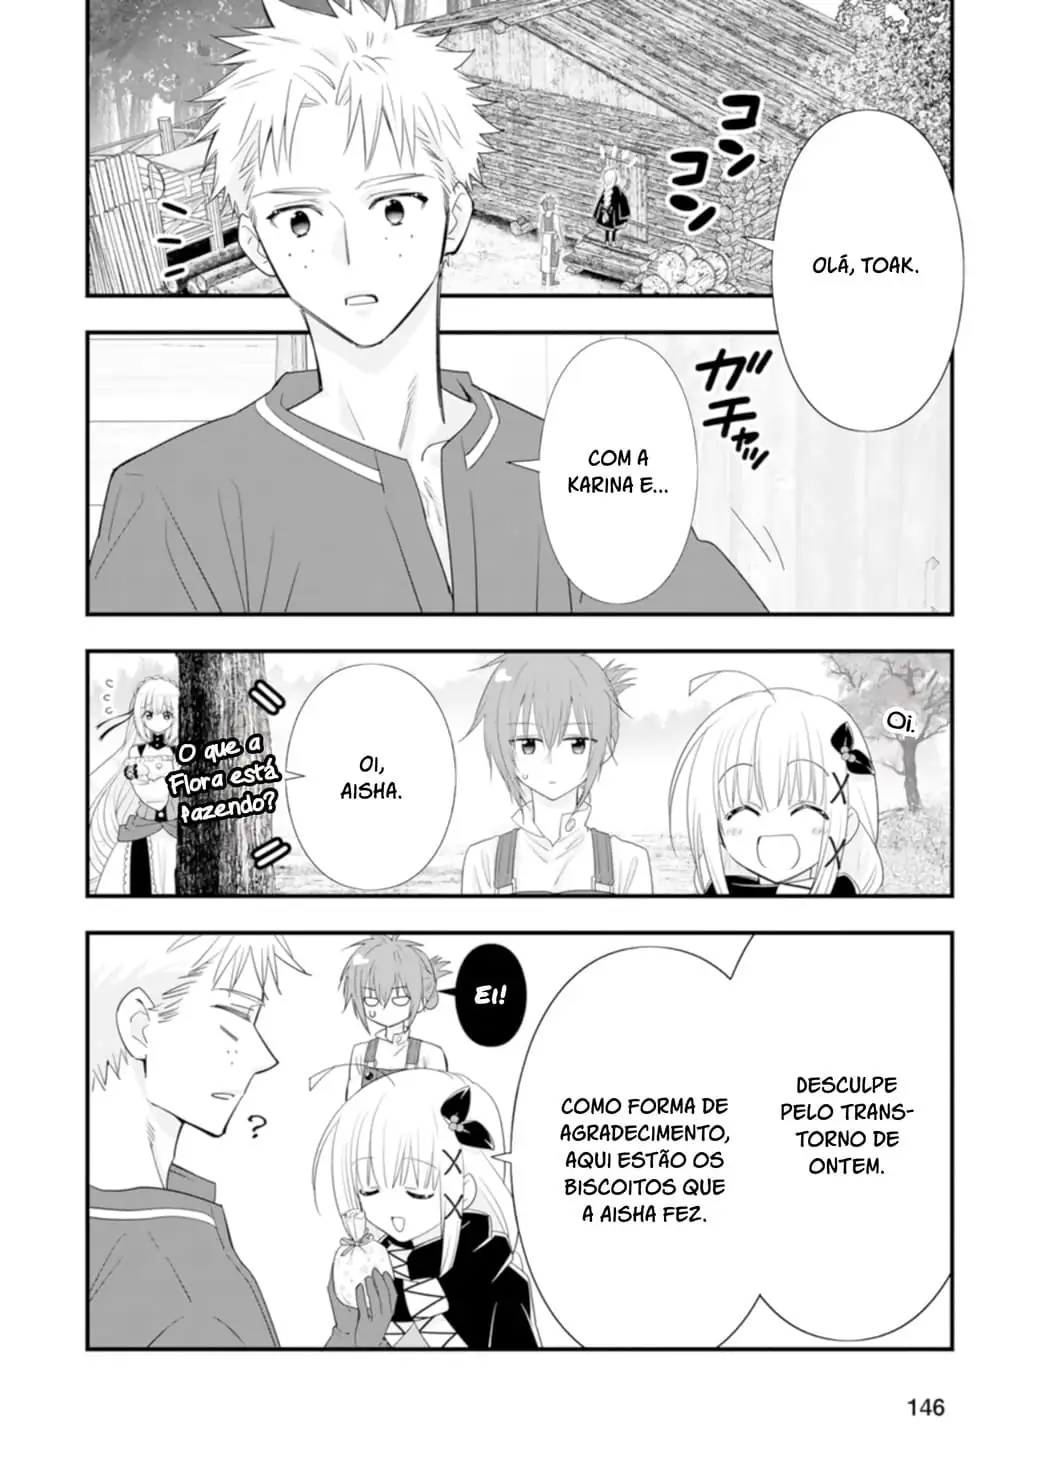 コンコン
OLÁ, TOAK.
ガチャッ
COM A
KARINA E...
Oi.
OI,
AISHA.
O que a
Flora está
fazendo?
DESCULPE
PELO TRANS-
TORNO DE
ONTEM.
COMO FORMA DE
AGRADECIMENTO,
AQUI ESTÃO OS
BISCOITOS QUE
A AISHA FEZ.
EI!
?
146